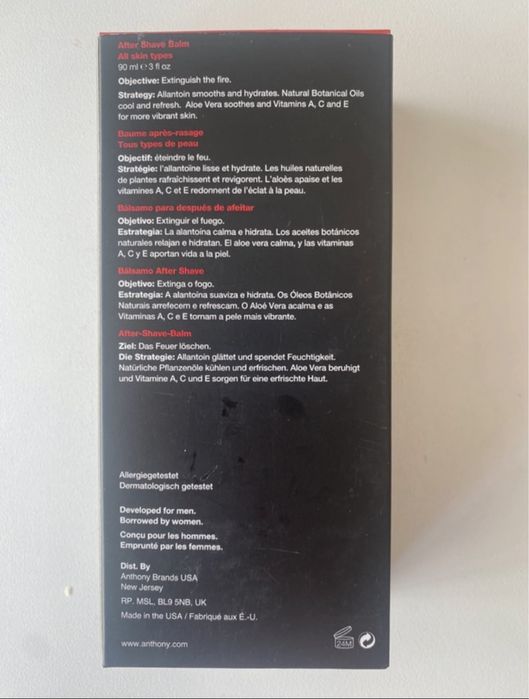 After Shave Balm
All skin types
90 ml e 3 fl oz
Objective: Extinguish the fire.
Strategy: Allantoin smooths and hydrates. Natural Botanical Oils
cool and refresh. Aloe Vera soothes and Vitamins A, C and E
for more vibrant skin.
Baume après-rasage
Tous types de peau
Objectif: éteindre le feu.
Stratégie: l'allantoïne lisse et hydrate. Les huiles naturelles
de plantes rafraîchissent et revigorent. L'aloès apaise et les
vitamines A, C et E redonnent de l'éclat à la peau.
Bálsamo para después de afeitar
Objetivo: Extinguir el fuego.
Estrategia: La alantoína calma e hidrata. Los aceites botánicos
naturales relajan e hidratan. El aloe vera calma, y las vitaminas
A, C y E aportan vida a la piel.
Bálsamo After Shave
Objetivo: Extinga o fogo.
Estrategia: A alantoina suaviza e hidrata. Os Óleos Botânicos
Naturais arrefecem e refrescam. O Aloé Vera acalma e as
Vitaminas A, C e E tornam a pele mais vibrante.
After-Shave-Balm
Ziel: Das Feuer löschen.
Die Strategie: Allantoin glättet und spendet Feuchtigkeit.
Natürliche Pflanzenöle kühlen und erfrischen. Aloe Vera beruhigt
und Vitamine A, C und E sorgen für eine erfrischte Haut.
Allergiegetestet
Dermatologisch getestet
Developed for men.
Borrowed by women.
Conçu pour les hommes.
Emprunté par les femmes.
Dist. By
Anthony Brands USA
New Jersey
RP. MSL, BL9 5NB, UK
Made in the USA / Fabriqué aux É.-U.
www.anthony.com
24M